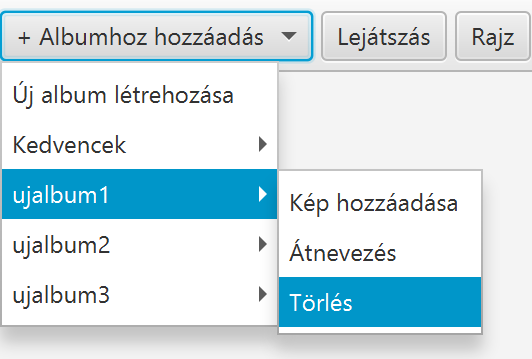 + Albumhoz hozzáadás
Lejátszás
Rajz
Új album létrehozása
Kedvencek
ujalbum1
ujalbum2
ujalbum3
Kép hozzáadása
Átnevezés
Törlés